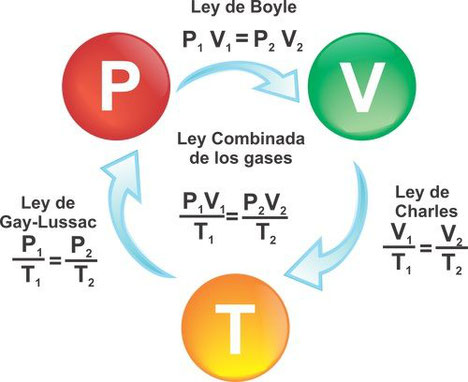 Ley de Boyle
P₁ V₁ = P₂ V₂
P
V
Ley Combinada
de los gases
P₁V₁ / T₁ = P₂V₂ / T₂
Ley de
Gay-Lussac
P₁ / T₁ = P₂ / T₂
Ley de
Charles
V₁ / T₁ = V₂ / T₂
T